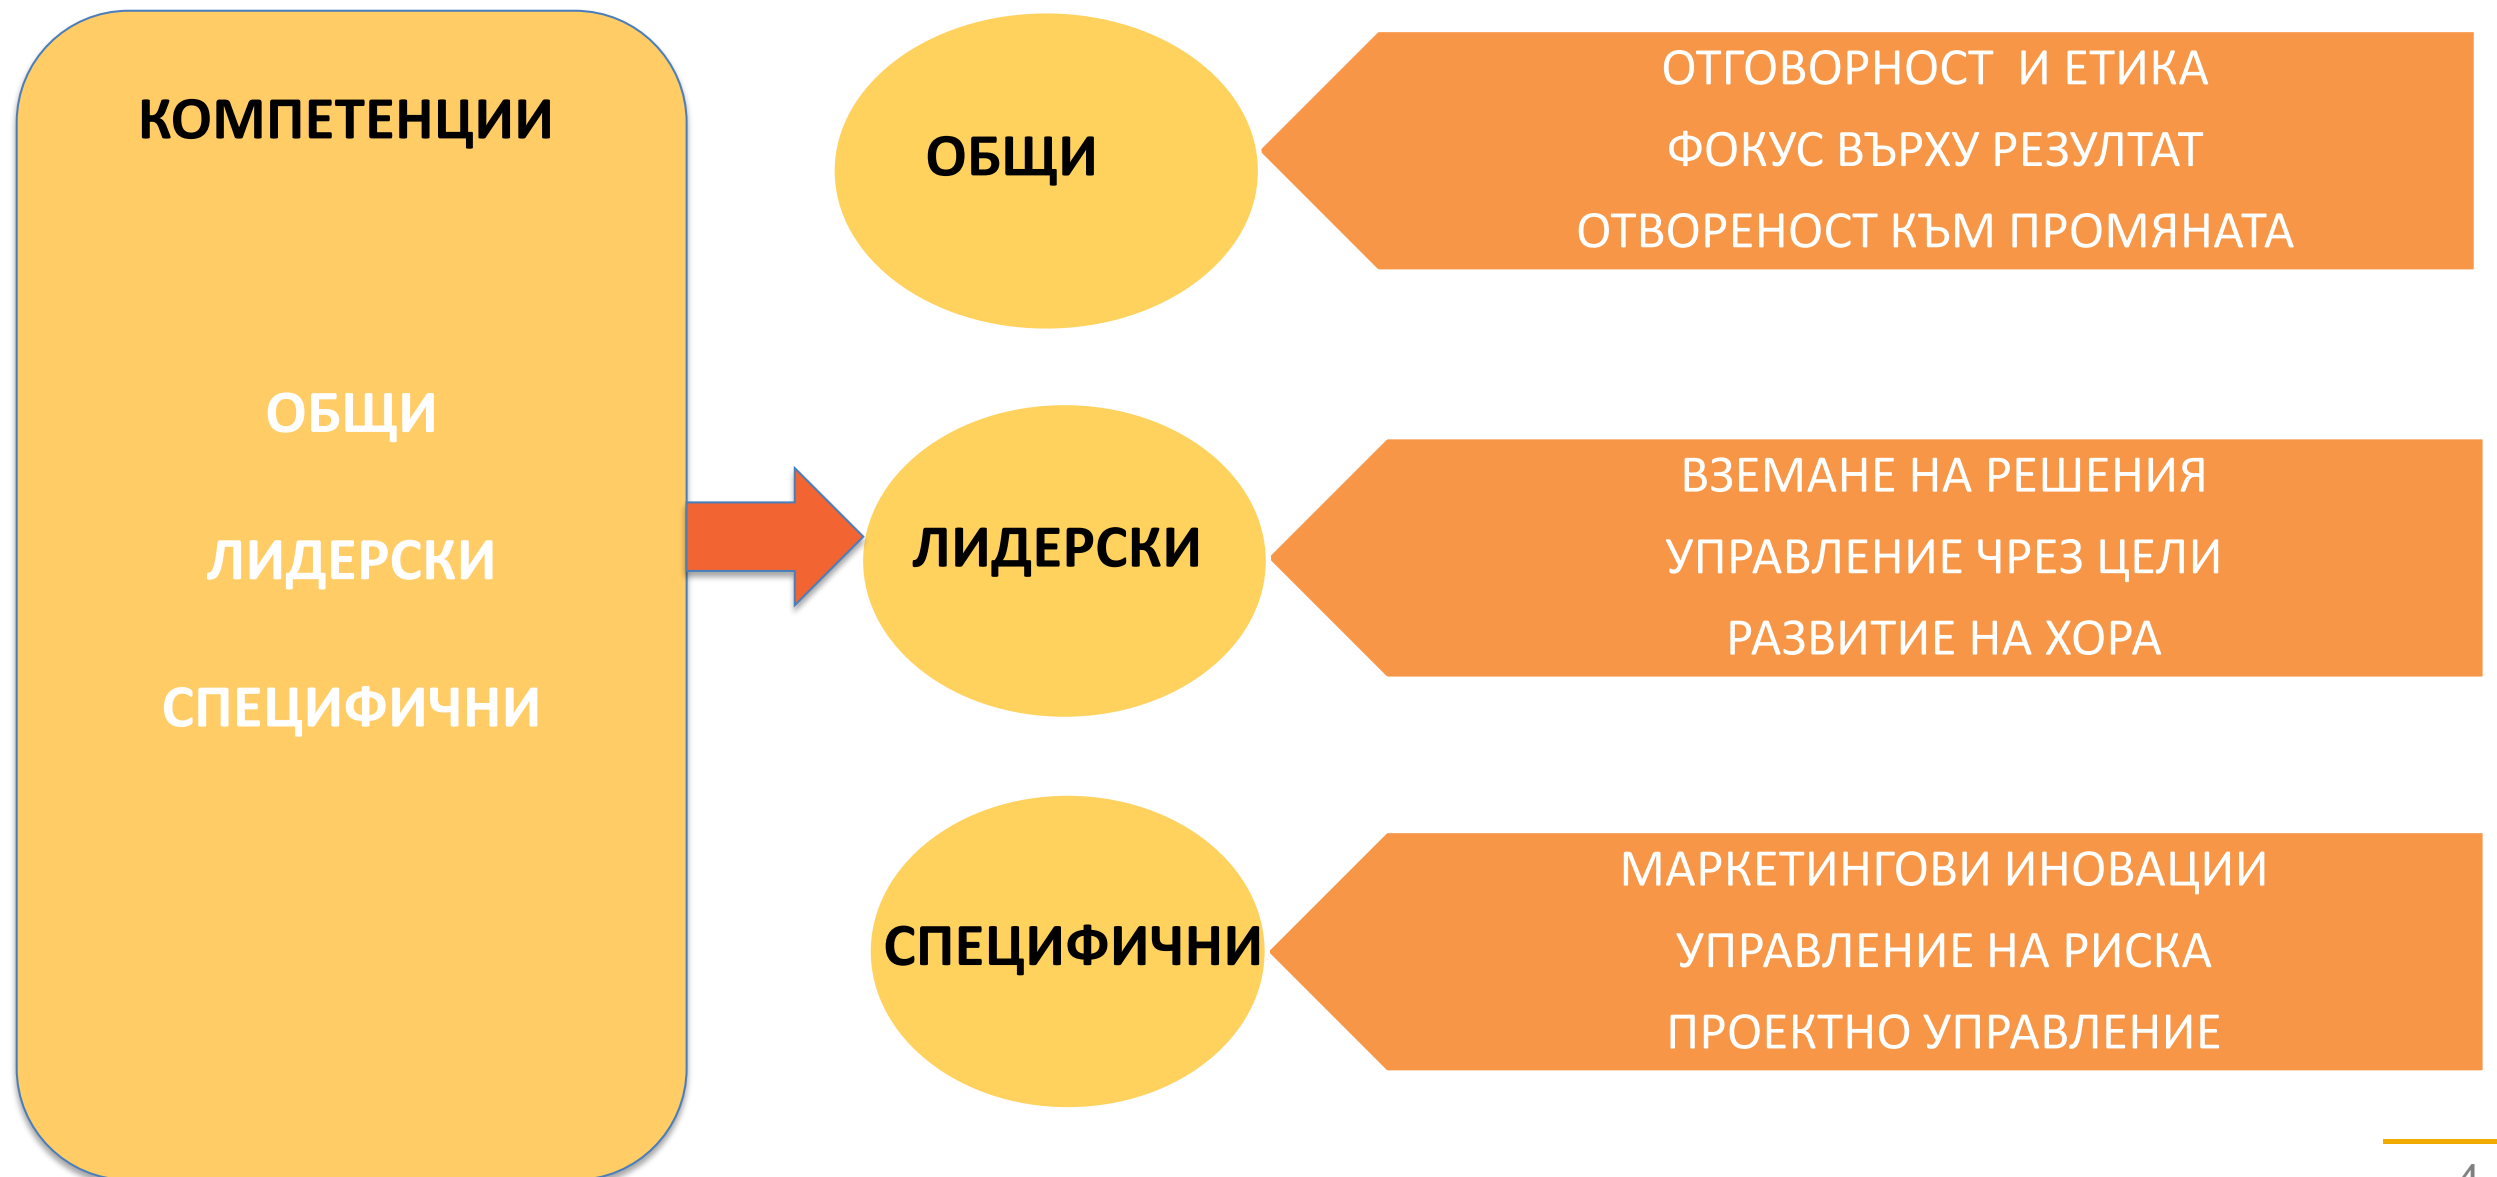 КОМПЕТЕНЦИИ
ОБЩИ
ЛИДЕРСКИ
СПЕЦИФИЧНИ
ОБЩИ
ОТГОВОРНОСТ И ЕТИКА
ФОКУС ВЪРХУ РЕЗУЛТАТ
ОТВОРЕНОСТ КЪМ ПРОМЯНАТА
ЛИДЕРСКИ
ВЗЕМАНЕ НА РЕШЕНИЯ
УПРАВЛЕНИЕ ЧРЕЗ ЦЕЛИ
РАЗВИТИЕ НА ХОРА
СПЕЦИФИЧНИ
МАРКЕТИНГОВИ ИНОВАЦИИ
УПРАВЛЕНИЕ НА РИСКА
ПРОЕКТНО УПРАВЛЕНИЕ